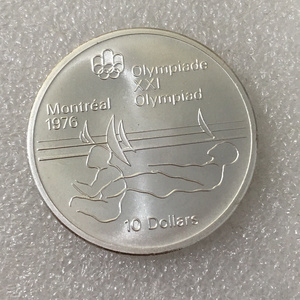 Olympiade
XXI
Olympiad
Montréal
1976
10 Dollars